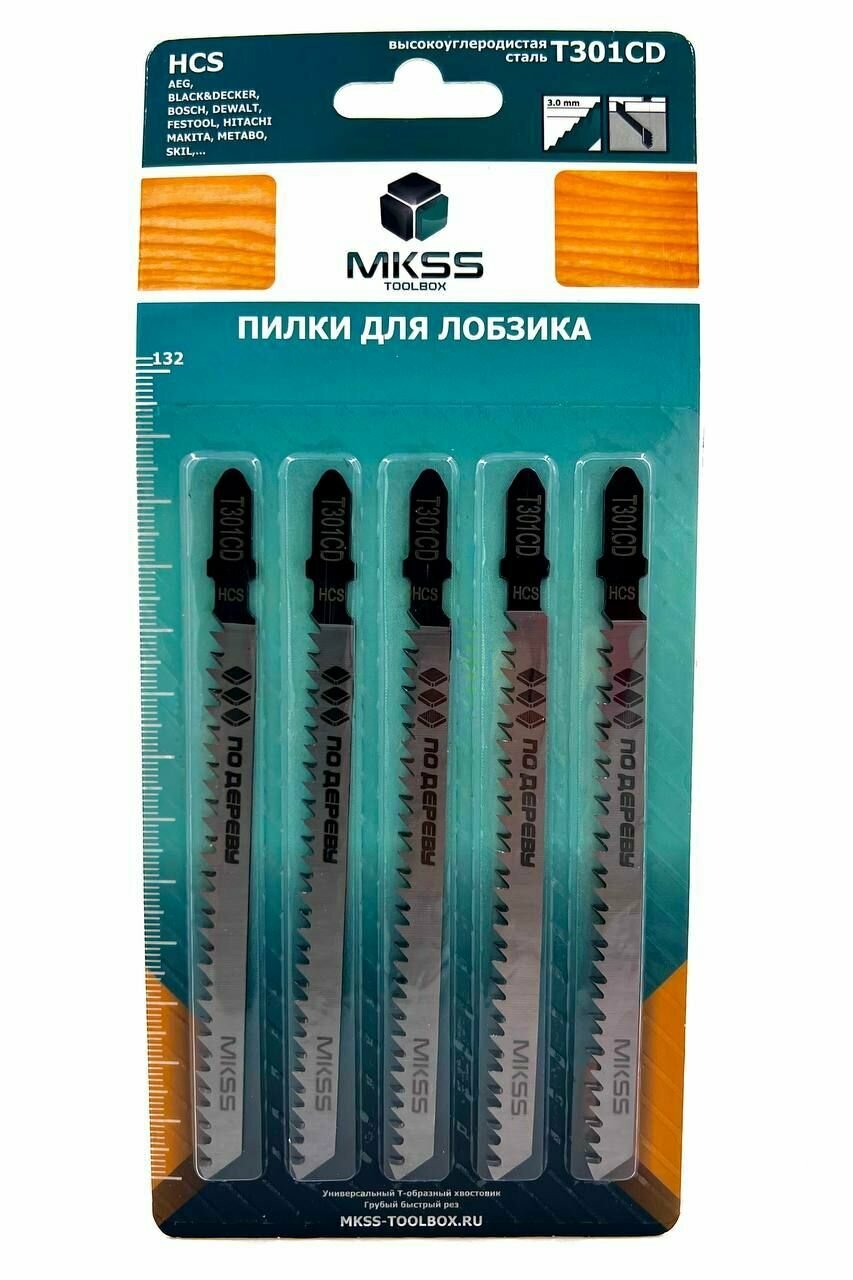 HCS
AEG,
BLACK&DECKER,
BOSCH, DEWALT,
FESTOOL, HITACHI
MAKITA, METABO,
SKIL,...
высокоуглеродистая
сталь T301CD
3.0 mm
MKSS
TOOLBOX
ПИЛКИ ДЛЯ ЛОБЗИКА
132
T301CD
HCS
ПО ДЕРЕВУ
MKSS
T301CD
HCS
ПО ДЕРЕВУ
MKSS
T301CD
HCS
ПО ДЕРЕВУ
MKSS
T301CD
HCS
ПО ДЕРЕВУ
MKSS
T301CD
HCS
ПО ДЕРЕВУ
MKSS
132
Универсальный Т-образный хвостовик
Грубый быстрый рез
MKSS-TOOLBOX.RU